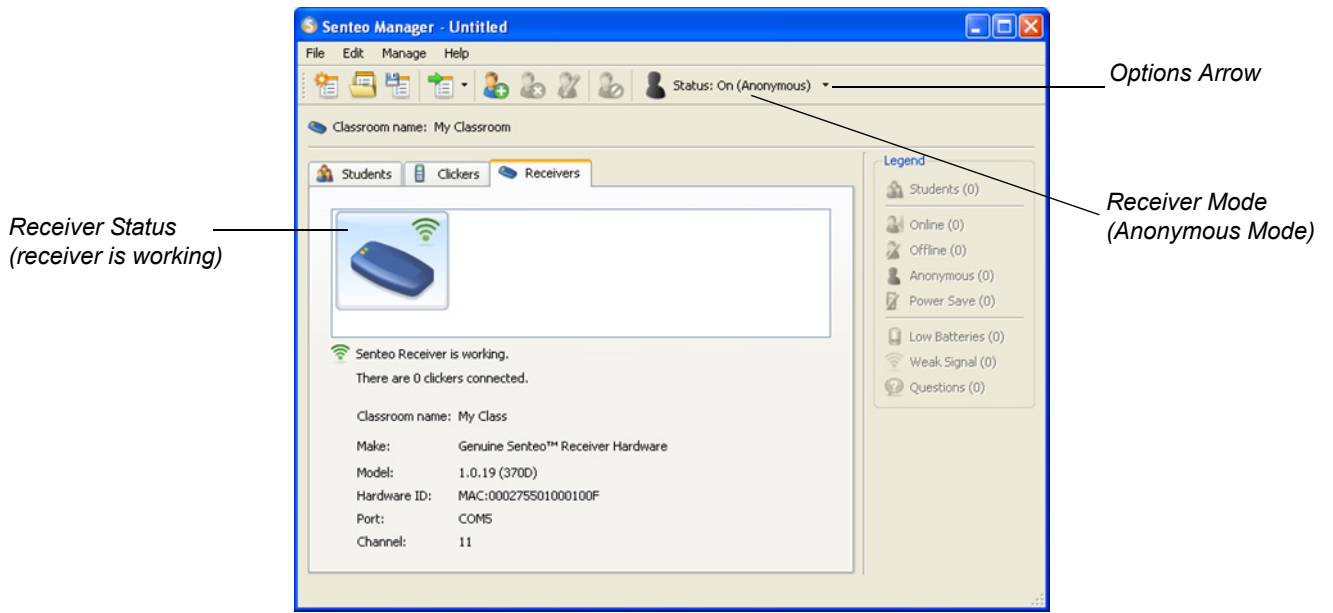 Senteo Manager - Untitled
File Edit Manage Help
Status: On (Anonymous)
Options Arrow
Classroom name: My Classroom
Students Clickers Receivers
Legend
Students (0)
Online (0)
Offline (0)
Anonymous (0)
Power Save (0)
Low Batteries (0)
Weak Signal (0)
Questions (0)
Receiver Mode
(Anonymous Mode)
Receiver Status
(receiver is working)
Senteo Receiver is working.
There are 0 clickers connected.
Classroom name: My Class
Make: Genuine Senteo™ Receiver Hardware
Model: 1.0.19 (370D)
Hardware ID: MAC:000275501000100F
Port: COM5
Channel: 11